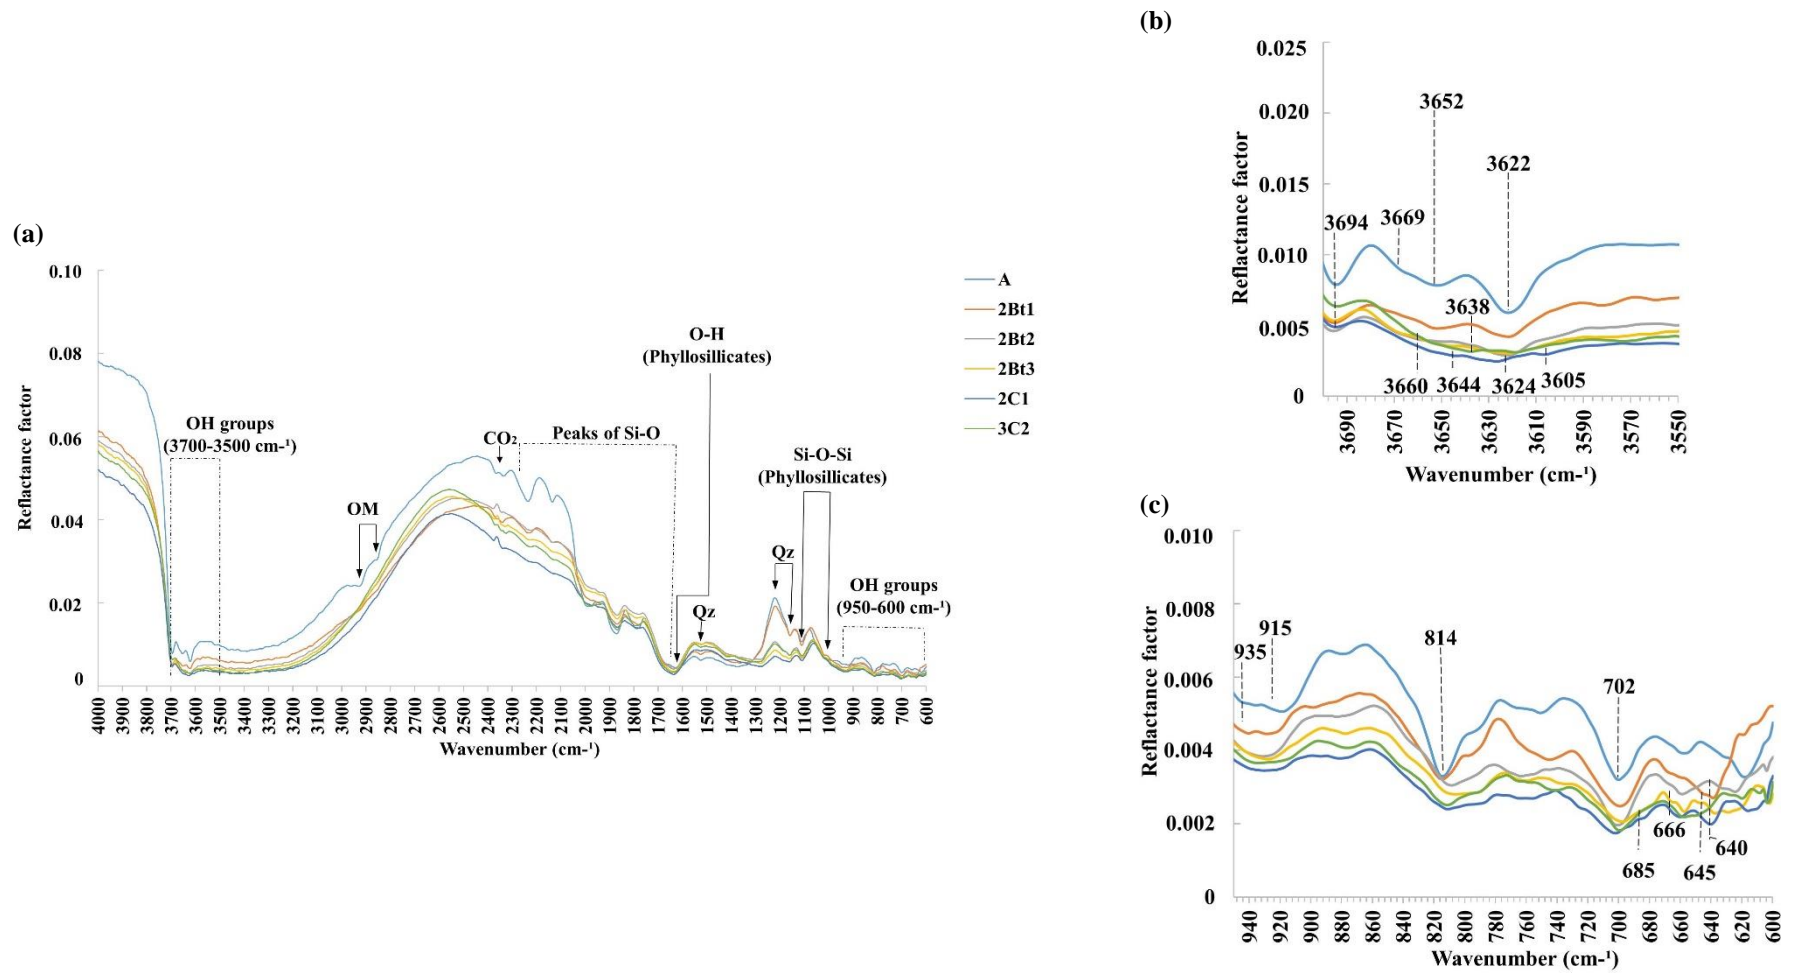 (a)
Reflactance factor
0.10
0.08
0.06
0.04
0.02
0
OH groups
(3700-3500 cm-¹)
OM
CO₂
Peaks of Si-O
O-H
(Phyllosillicates)
Qz
Qz
Si-O-Si
(Phyllosillicates)
OH groups
(950-600 cm-¹)
4000 3900 3800 3700 3600 3500 3400 3300 3200 3100 3000 2900 2800 2700 2600 2500 2400 2300 2200 2100 2000 1900 1800 1700 1600 1500 1400 1300 1200 1100 1000 900 800 700 600
Wavenumber (cm-¹)
A
2Bt1
2Bt2
2Bt3
2C1
3C2
(b)
Reflactance factor
0.025
0.020
0.015
0.010
0.005
0
3652
3622
3694 3669
3638
3660 3644 3624 3605
3690 3670 3650 3630 3610 3590 3570 3550
Wavenumber (cm-¹)
(c)
Reflactance factor
0.010
0.008
0.006
0.004
0.002
0
935
915
814
702
685
666
645
640
940 920 900 880 860 840 820 800 780 760 740 720 700 680 660 640 620 600
Wavenumber (cm-¹)